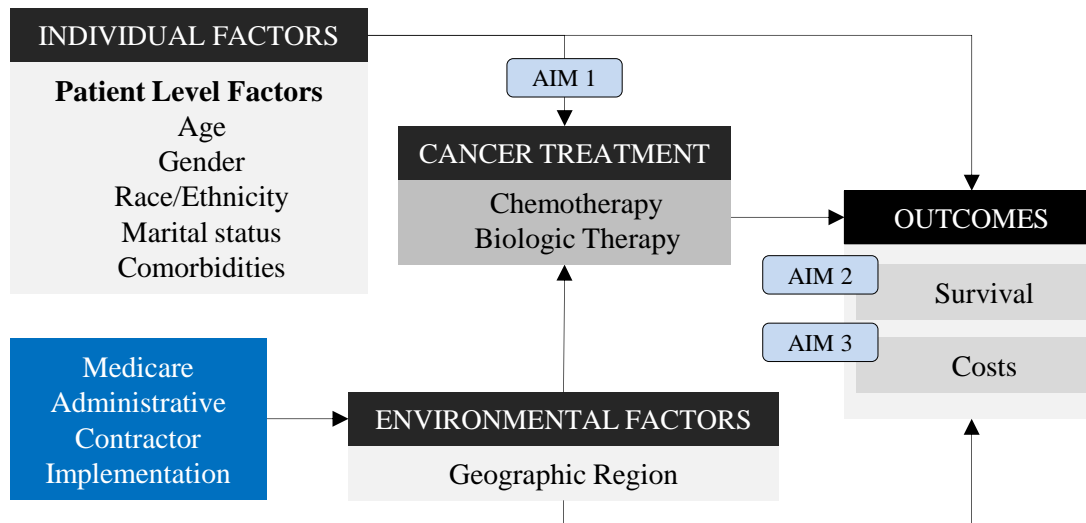 INDIVIDUAL FACTORS
Patient Level Factors
Age
Gender
Race/Ethnicity
Marital status
Comorbidities
AIM 1
CANCER TREATMENT
Chemotherapy
Biologic Therapy
OUTCOMES
AIM 2
Survival
AIM 3
Costs
Medicare
Administrative
Contractor
Implementation
ENVIRONMENTAL FACTORS
Geographic Region